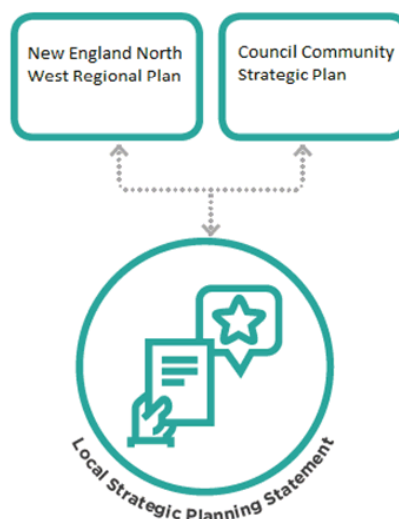 New England North
West Regional Plan
Council Community
Strategic Plan
Local Strategic Planning Statement